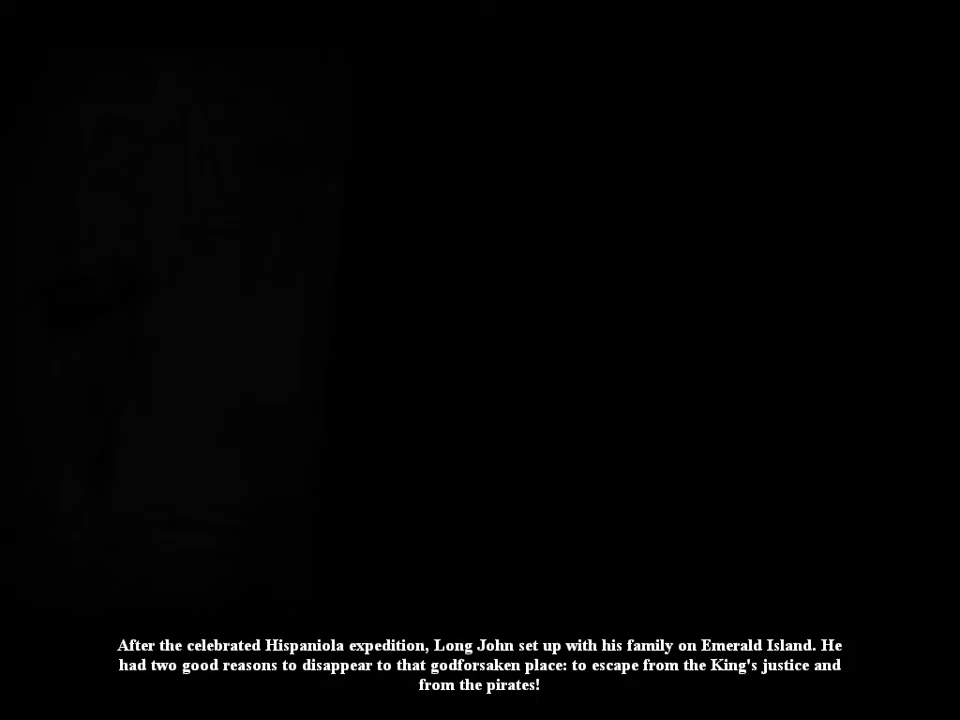 After the celebrated Hispaniola expedition, Long John set up with his family on Emerald Island. He
had two good reasons to disappear to that godforsaken place: to escape from the King's justice and
from the pirates!